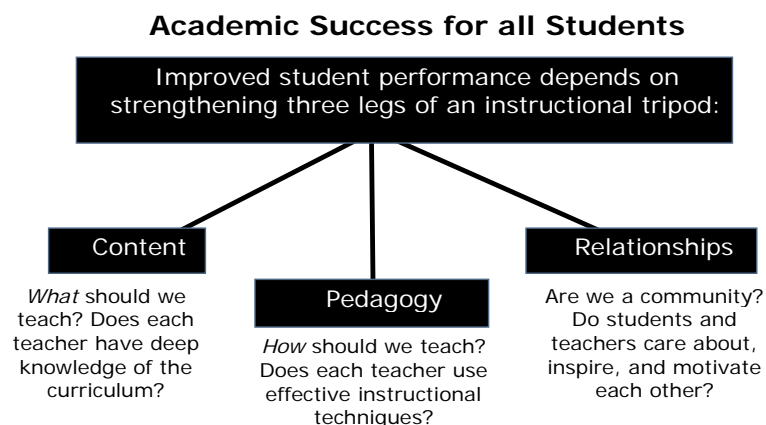 Academic Success for all Students
Improved student performance depends on
strengthening three legs of an instructional tripod:
Content
What should we
teach? Does each
teacher have deep
knowledge of the
curriculum?
Pedagogy
How should we teach?
Does each teacher use
effective instructional
techniques?
Relationships
Are we a community?
Do students and
teachers care about,
inspire, and motivate
each other?